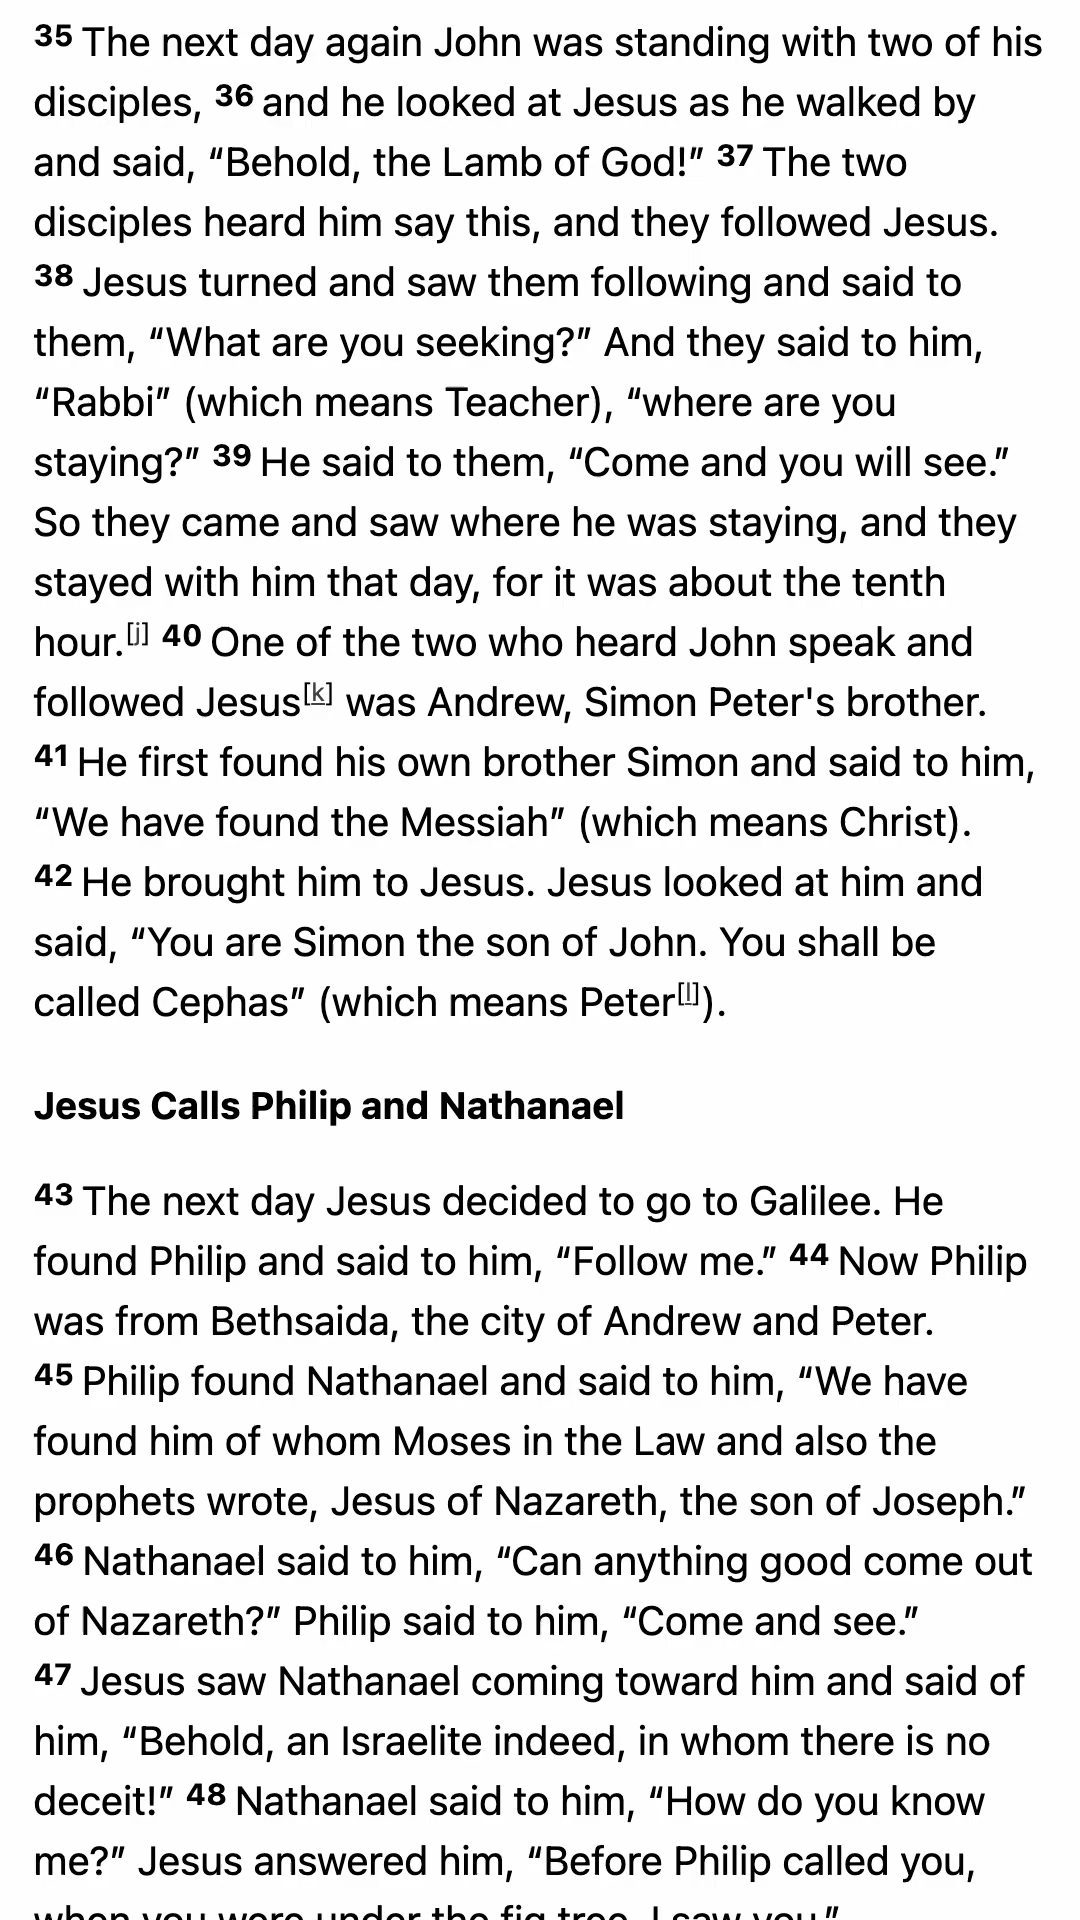 35 The next day again John was standing with two of his
disciples, 36 and he looked at Jesus as he walked by
and said, “Behold, the Lamb of God!” 37 The two
disciples heard him say this, and they followed Jesus.
38 Jesus turned and saw them following and said to
them, “What are you seeking?” And they said to him,
“Rabbi” (which means Teacher), “where are you
staying?” 39 He said to them, “Come and you will see.”
So they came and saw where he was staying, and they
stayed with him that day, for it was about the tenth
hour.[j] 40 One of the two who heard John speak and
followed Jesus[k] was Andrew, Simon Peter's brother.
41 He first found his own brother Simon and said to him,
“We have found the Messiah” (which means Christ).
42 He brought him to Jesus. Jesus looked at him and
said, “You are Simon the son of John. You shall be
called Cephas” (which means Peter[l]).
Jesus Calls Philip and Nathanael
43 The next day Jesus decided to go to Galilee. He
found Philip and said to him, “Follow me.” 44 Now Philip
was from Bethsaida, the city of Andrew and Peter.
45 Philip found Nathanael and said to him, “We have
found him of whom Moses in the Law and also the
prophets wrote, Jesus of Nazareth, the son of Joseph.”
46 Nathanael said to him, “Can anything good come out
of Nazareth?” Philip said to him, “Come and see.”
47 Jesus saw Nathanael coming toward him and said of
him, “Behold, an Israelite indeed, in whom there is no
deceit!” 48 Nathanael said to him, “How do you know
me?” Jesus answered him, “Before Philip called you,
when you were under the fig tree, I saw you.”